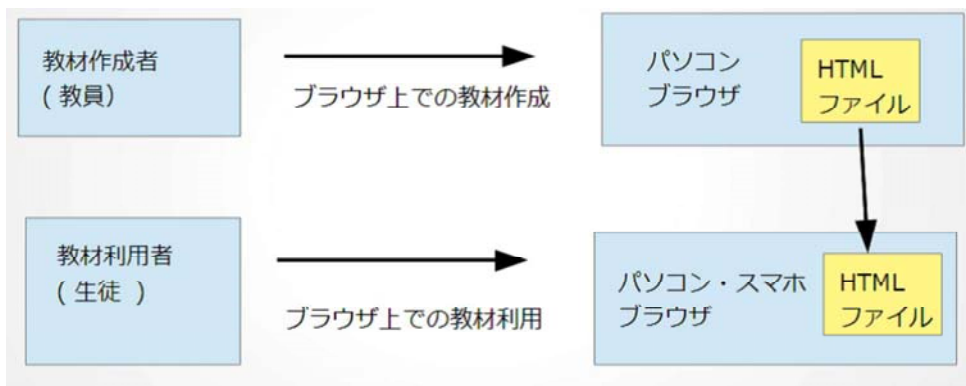 教材作成者
( 教員）
ブラウザ上での教材作成
パソコン
ブラウザ
HTML
ファイル
教材利用者
( 生徒 ）
ブラウザ上での教材利用
パソコン・スマホ
ブラウザ
HTML
ファイル